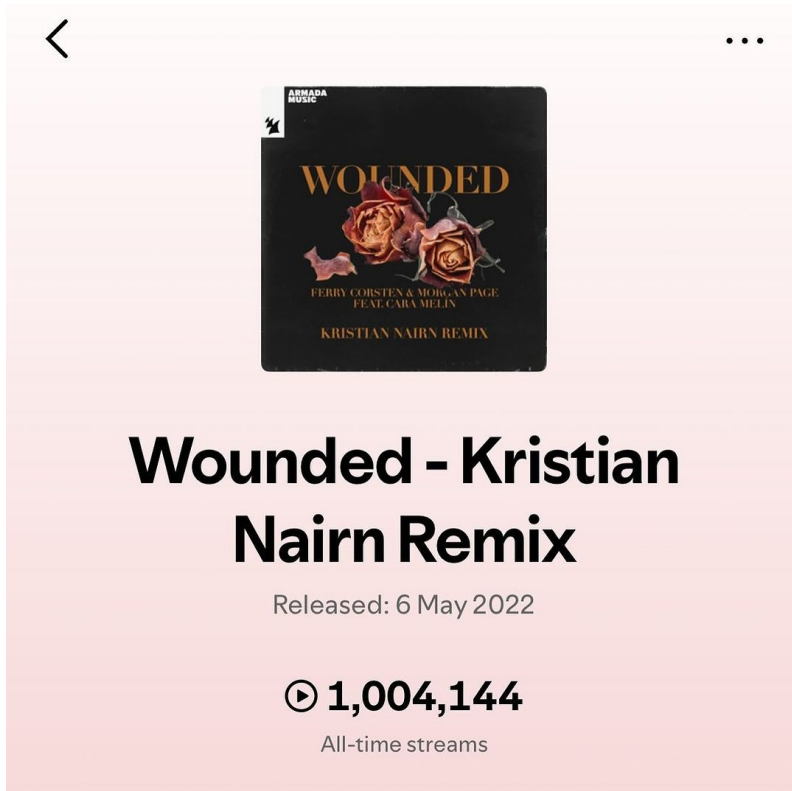 ARMADA
MUSIC
WOUNDED
FERRY CORSTEN & MORGAN PAGE
FEAT. CARA MELÍN
KRISTIAN NAIRN REMIX
Wounded - Kristian
Nairn Remix
Released: 6 May 2022
1,004,144
All-time streams